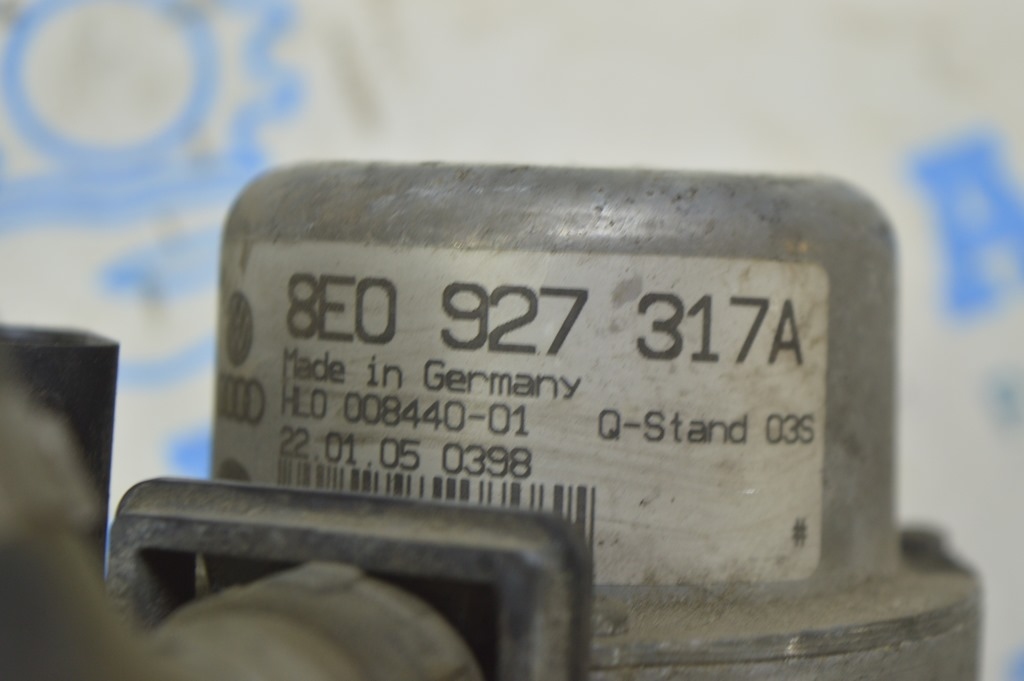 8E0 927 317A
Made in Germany
HL0 008440-01 Q-Stand 03S
22.01.05 0398
#